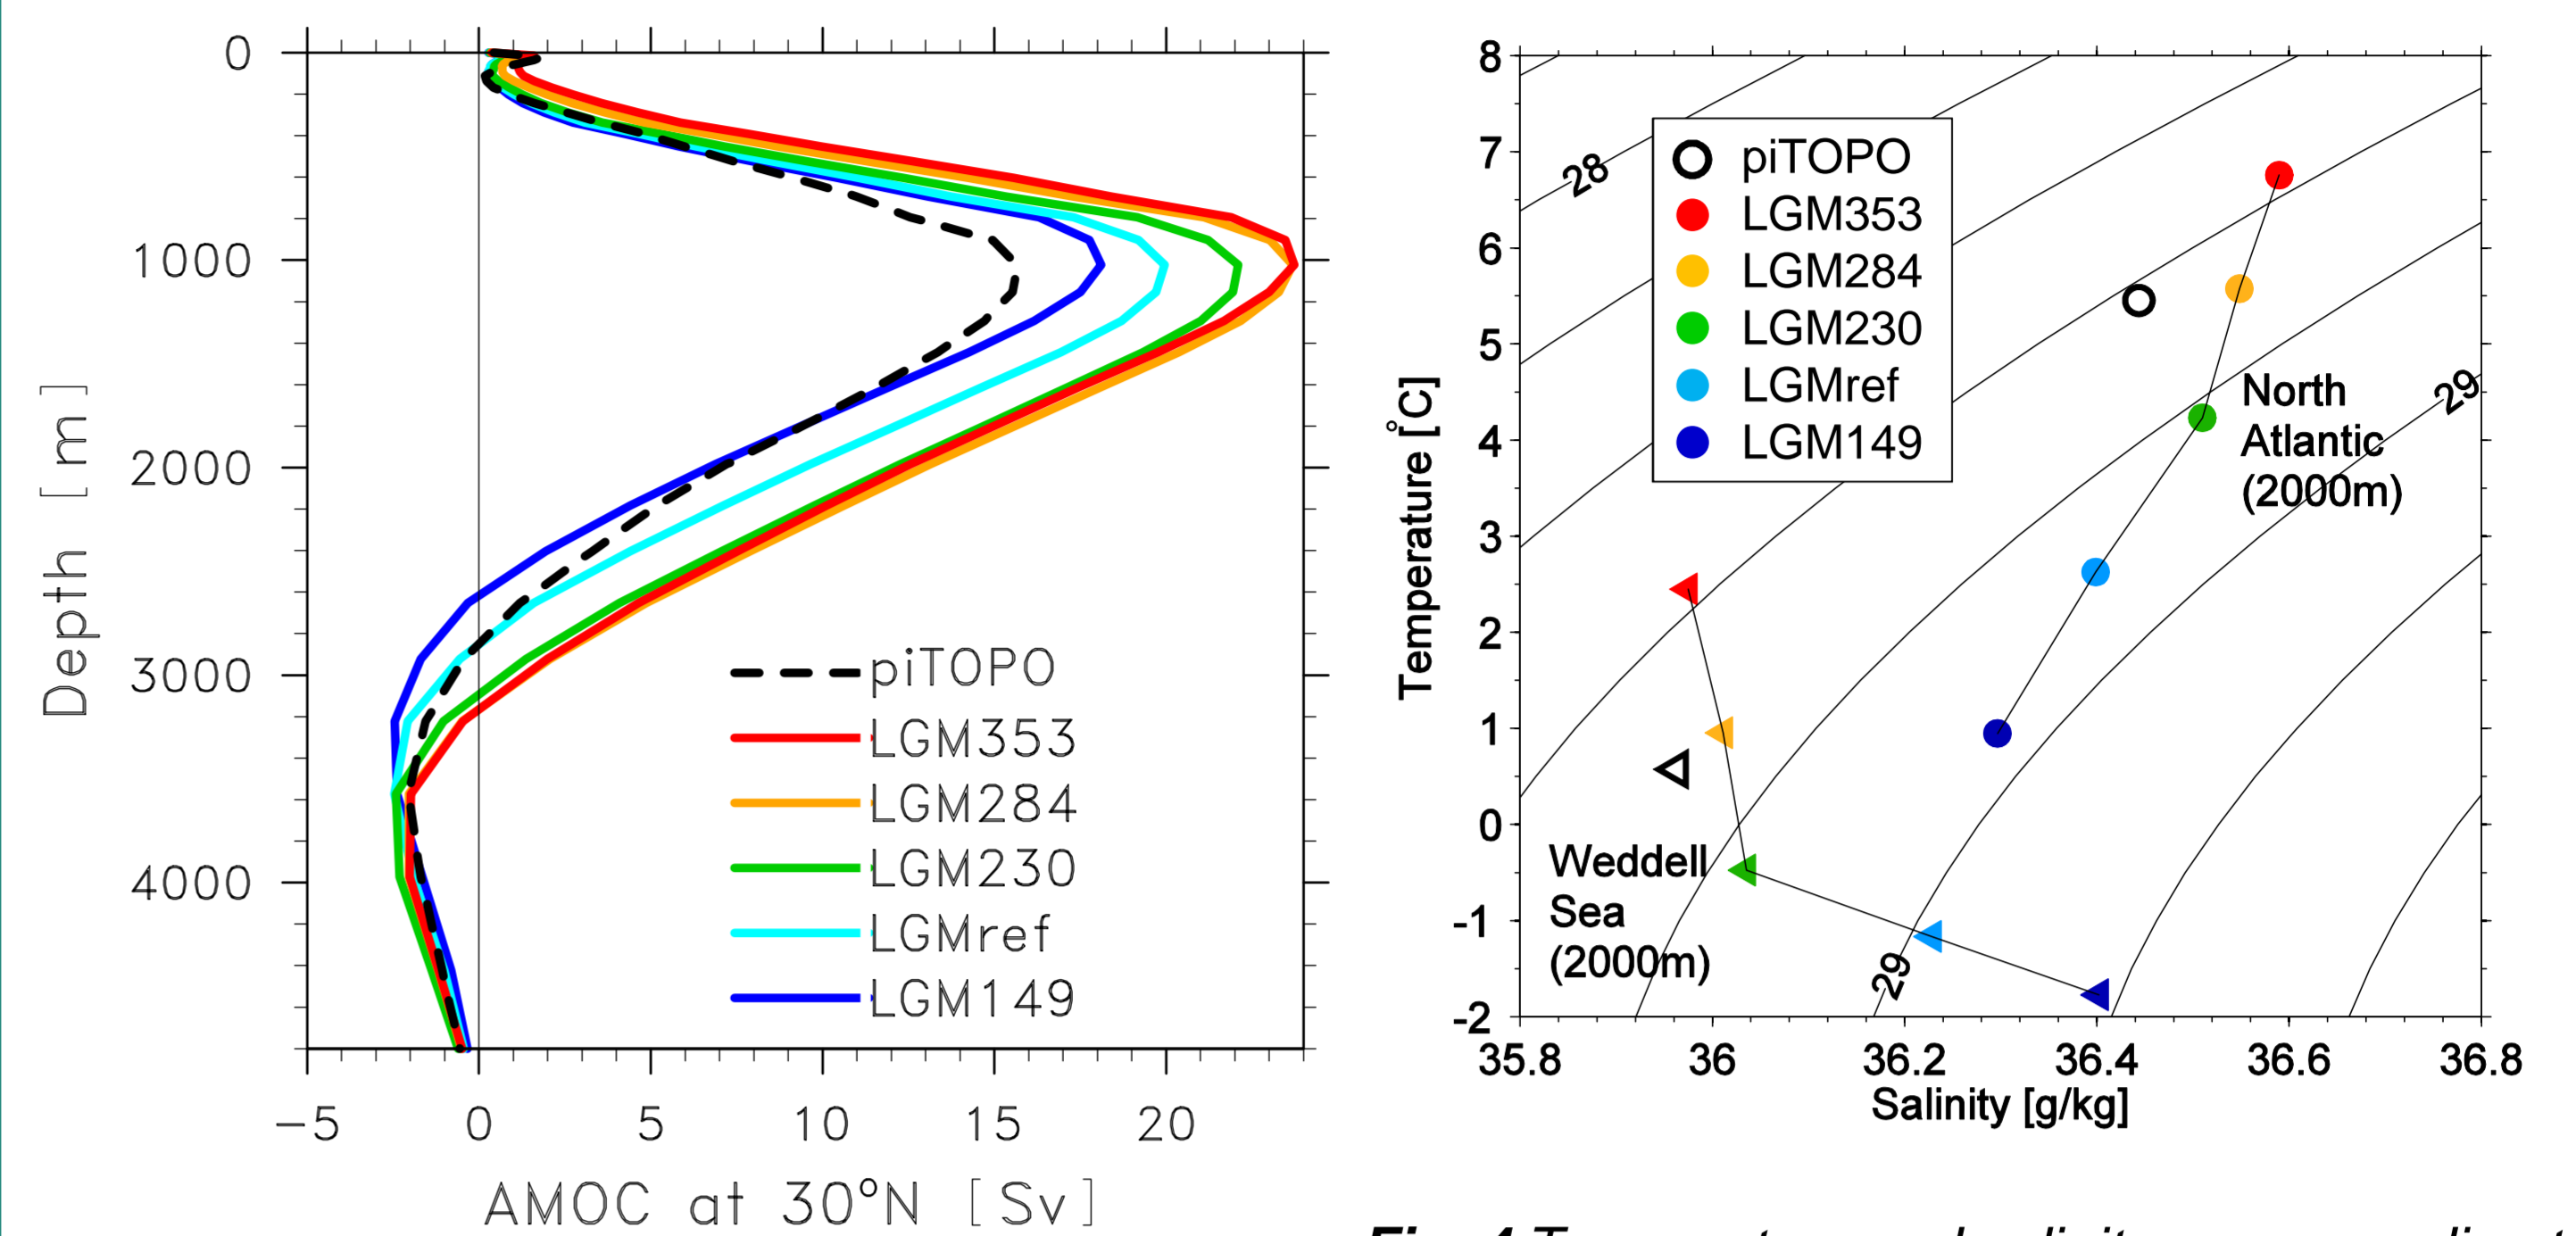 0
1000
2000
3000
4000
Depth [m]
-5 0 5 10 15 20
AMOC at 30°N [Sv]
piTOPO
LGM353
LGM284
LGM230
LGMref
LGM149
8
7
6
5
4
3
2
1
0
-1
-2
Temperature [°C]
35.8 36 36.2 36.4 36.6 36.8
Salinity [g/kg]
28
29
29
piTOPO
LGM353
LGM284
LGM230
LGMref
LGM149
North
Atlantic
(2000m)
Weddell
Sea
(2000m)